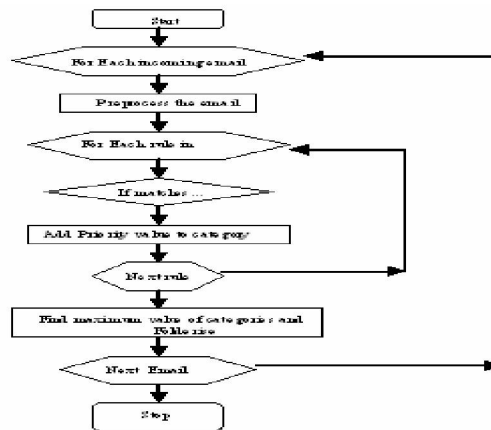 Start
For Each incoming email
Preprocess the email
For Each rule in
If matches ...
Add Priority value to category
Next rule
Find maximum value of categories and
Folderise
Next Email
Stop